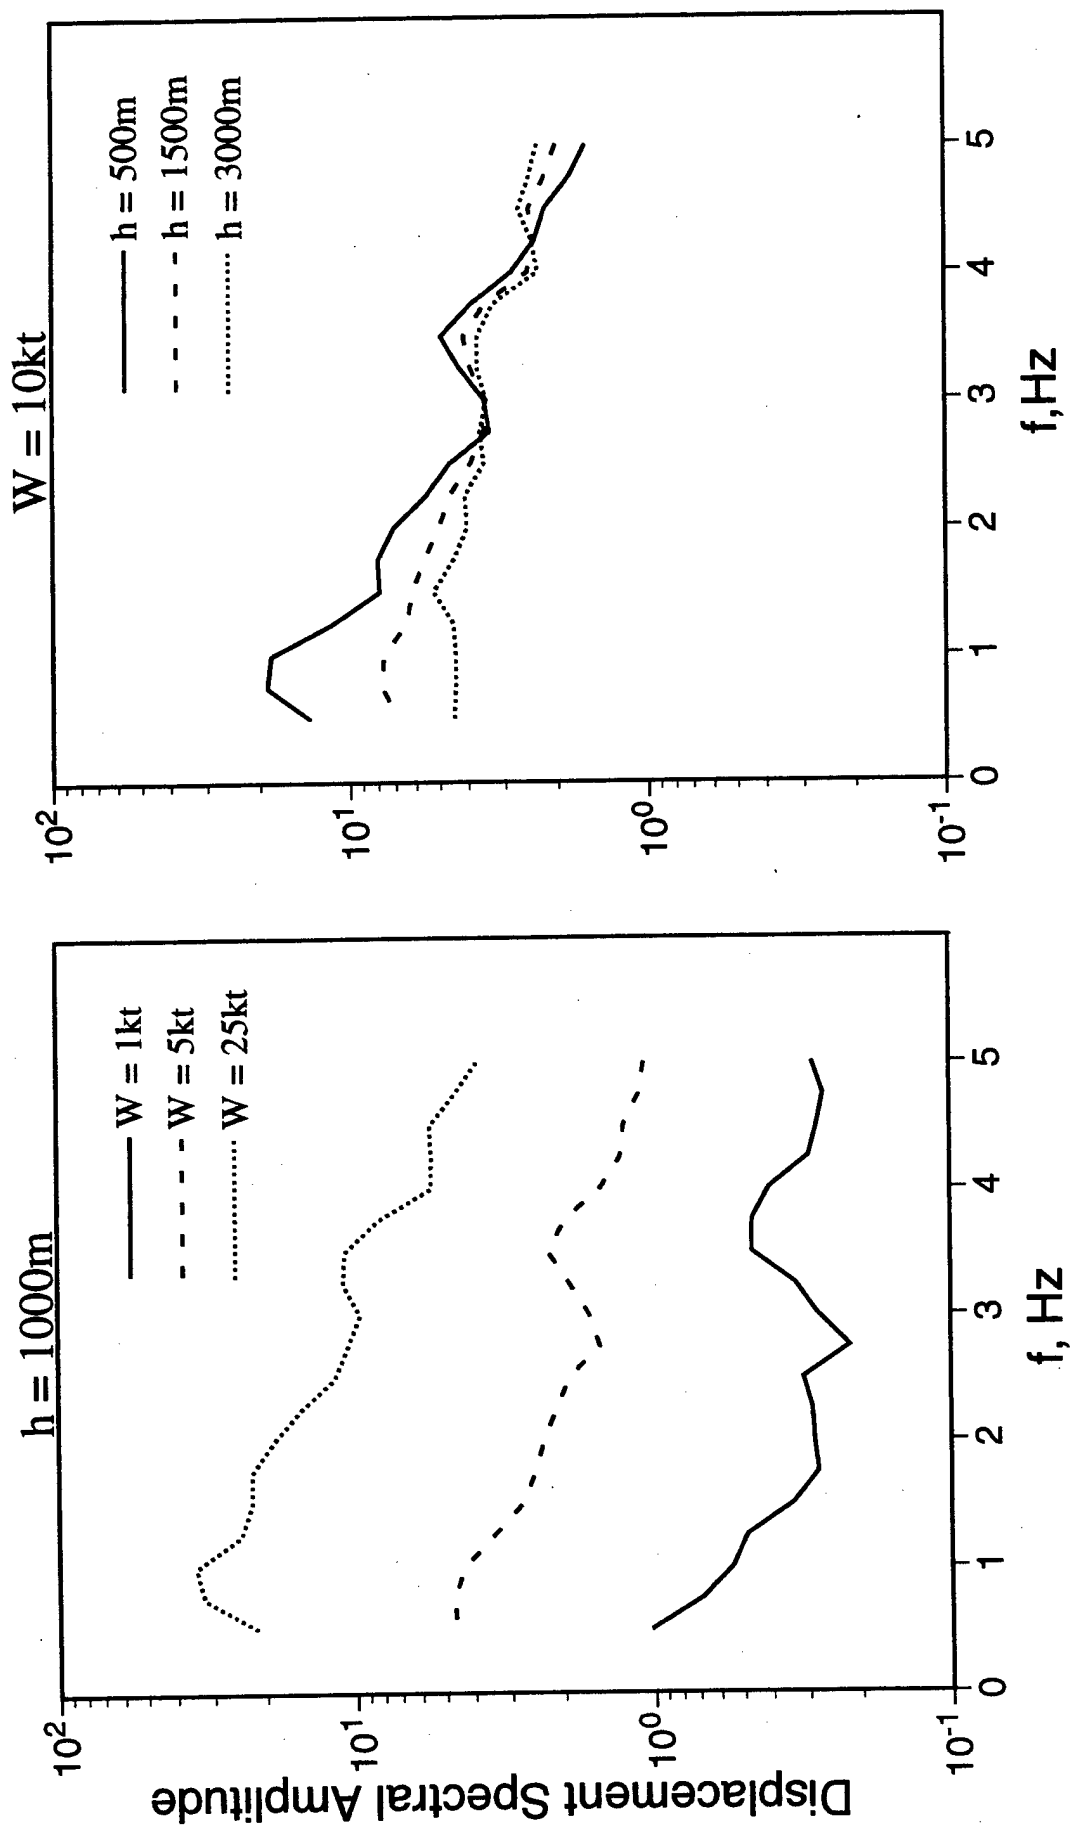 h = 1000m
W = 1kt
W = 5kt
W = 25kt
10²
10¹
10⁰
10⁻¹
Displacement Spectral Amplitude
0 1 2 3 4 5
f, Hz
W = 10kt
h = 500m
h = 1500m
h = 3000m
10²
10¹
10⁰
10⁻¹
0 1 2 3 4 5
f,Hz